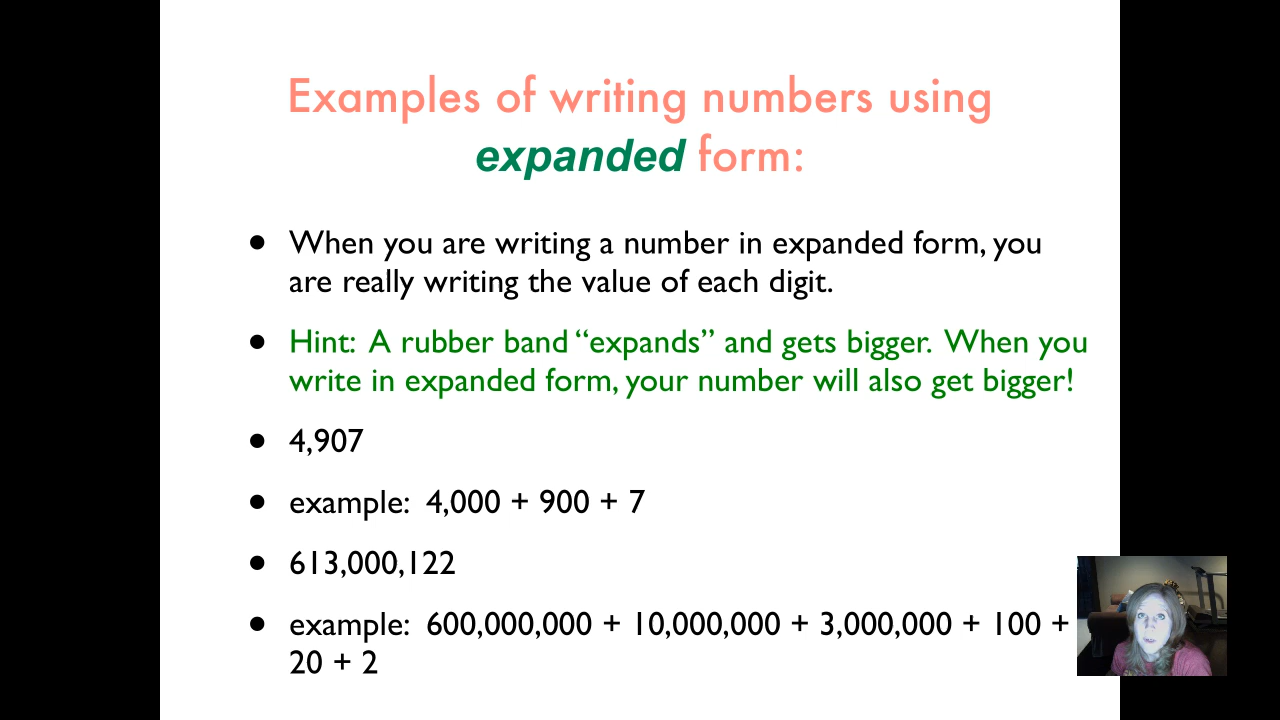 Examples of writing numbers using
expanded form:
• When you are writing a number in expanded form, you
are really writing the value of each digit.
• Hint:  A rubber band “expands” and gets bigger.  When you
write in expanded form, your number will also get bigger!
• 4,907
• example:  4,000 + 900 + 7
• 613,000,122
• example:  600,000,000 + 10,000,000 + 3,000,000 + 100 +
20 + 2